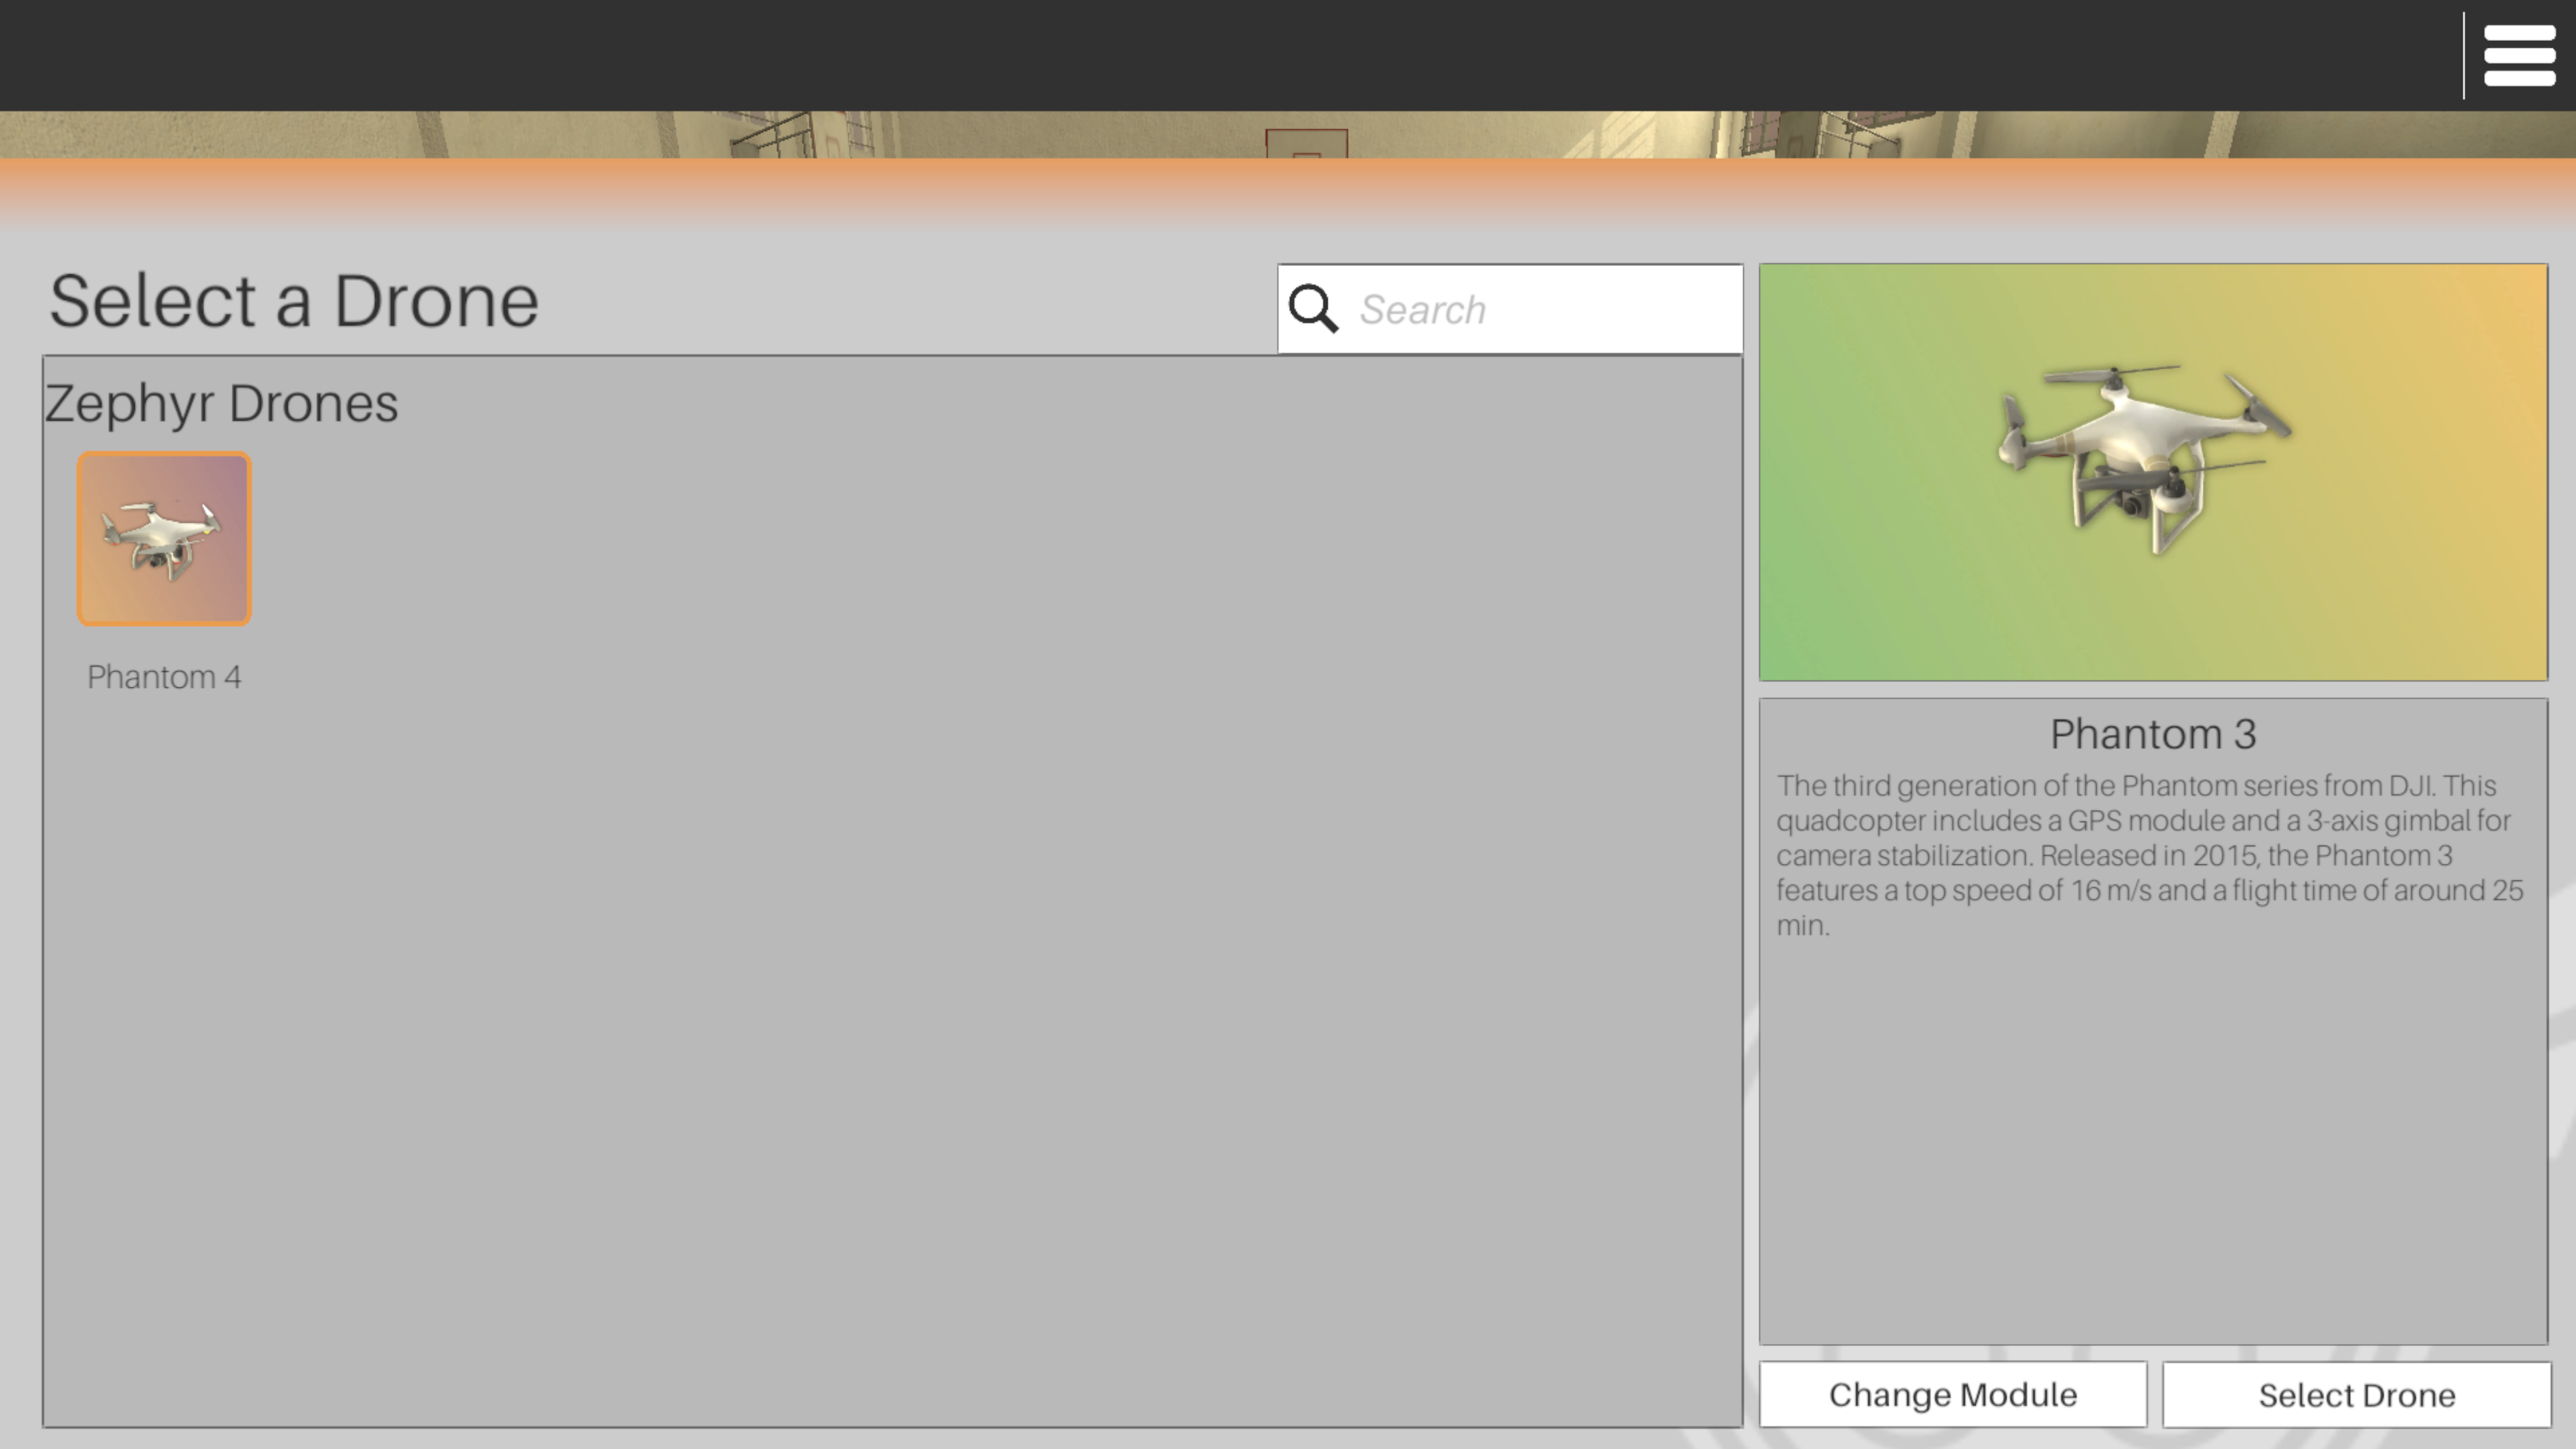 Select a Drone
Search
Zephyr Drones
Phantom 4
Phantom 3
The third generation of the Phantom series from DJI. This
quadcopter includes a GPS module and a 3-axis gimbal for
camera stabilization. Released in 2015, the Phantom 3
features a top speed of 16 m/s and a flight time of around 25
min.
Change Module
Select Drone